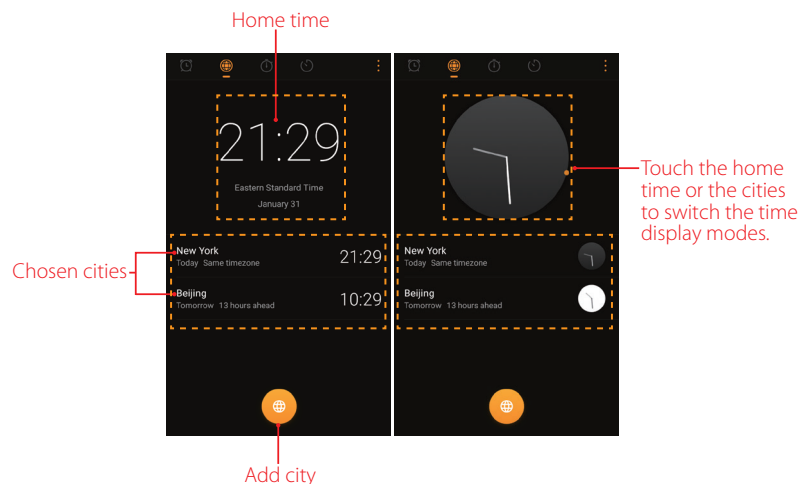 Home time
21:29
Eastern Standard Time
January 31
New York
Today Same timezone
21:29
Beijing
Tomorrow 13 hours ahead
10:29
New York
Today Same timezone
Beijing
Tomorrow 13 hours ahead
Touch the home
time or the cities
to switch the time
display modes.
Chosen cities
Add city